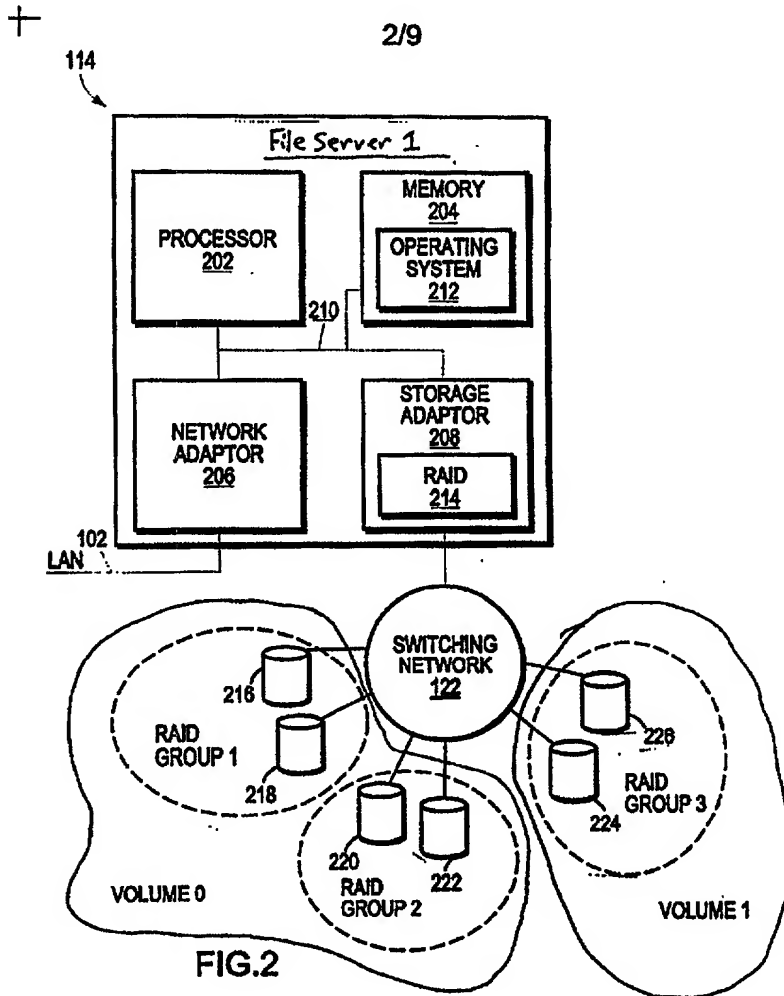 2/9
114
File Server 1
PROCESSOR
202
MEMORY
204
OPERATING
SYSTEM
212
210
NETWORK
ADAPTOR
206
STORAGE
ADAPTOR
208
RAID
214
102
LAN
SWITCHING
NETWORK
122
216
RAID
GROUP 1
218
226
RAID
GROUP 3
224
220
222
RAID
GROUP 2
VOLUME 0
VOLUME 1
FIG.2